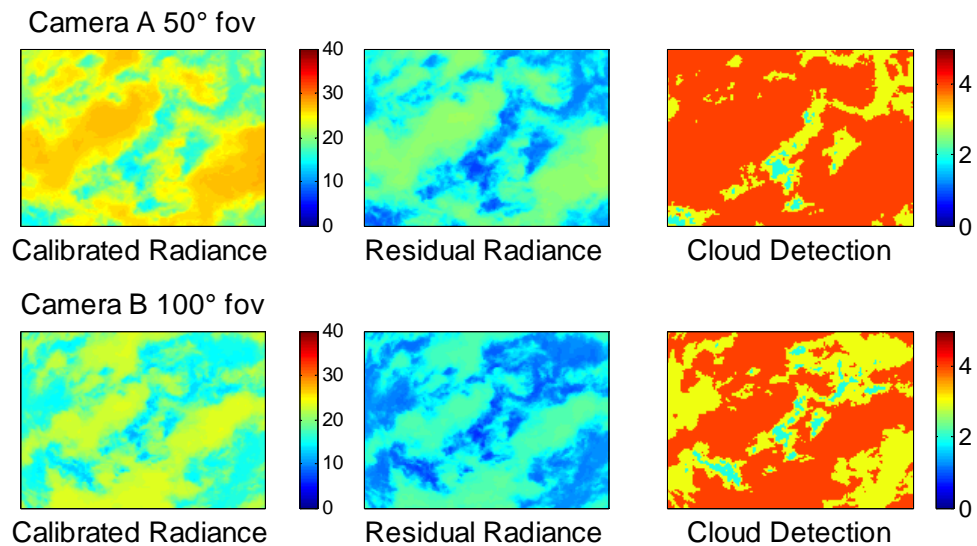 Camera A 50° fov
40
30
20
10
0
4
2
0
Calibrated Radiance
Residual Radiance
Cloud Detection
Camera B 100° fov
40
30
20
10
0
4
2
0
Calibrated Radiance
Residual Radiance
Cloud Detection